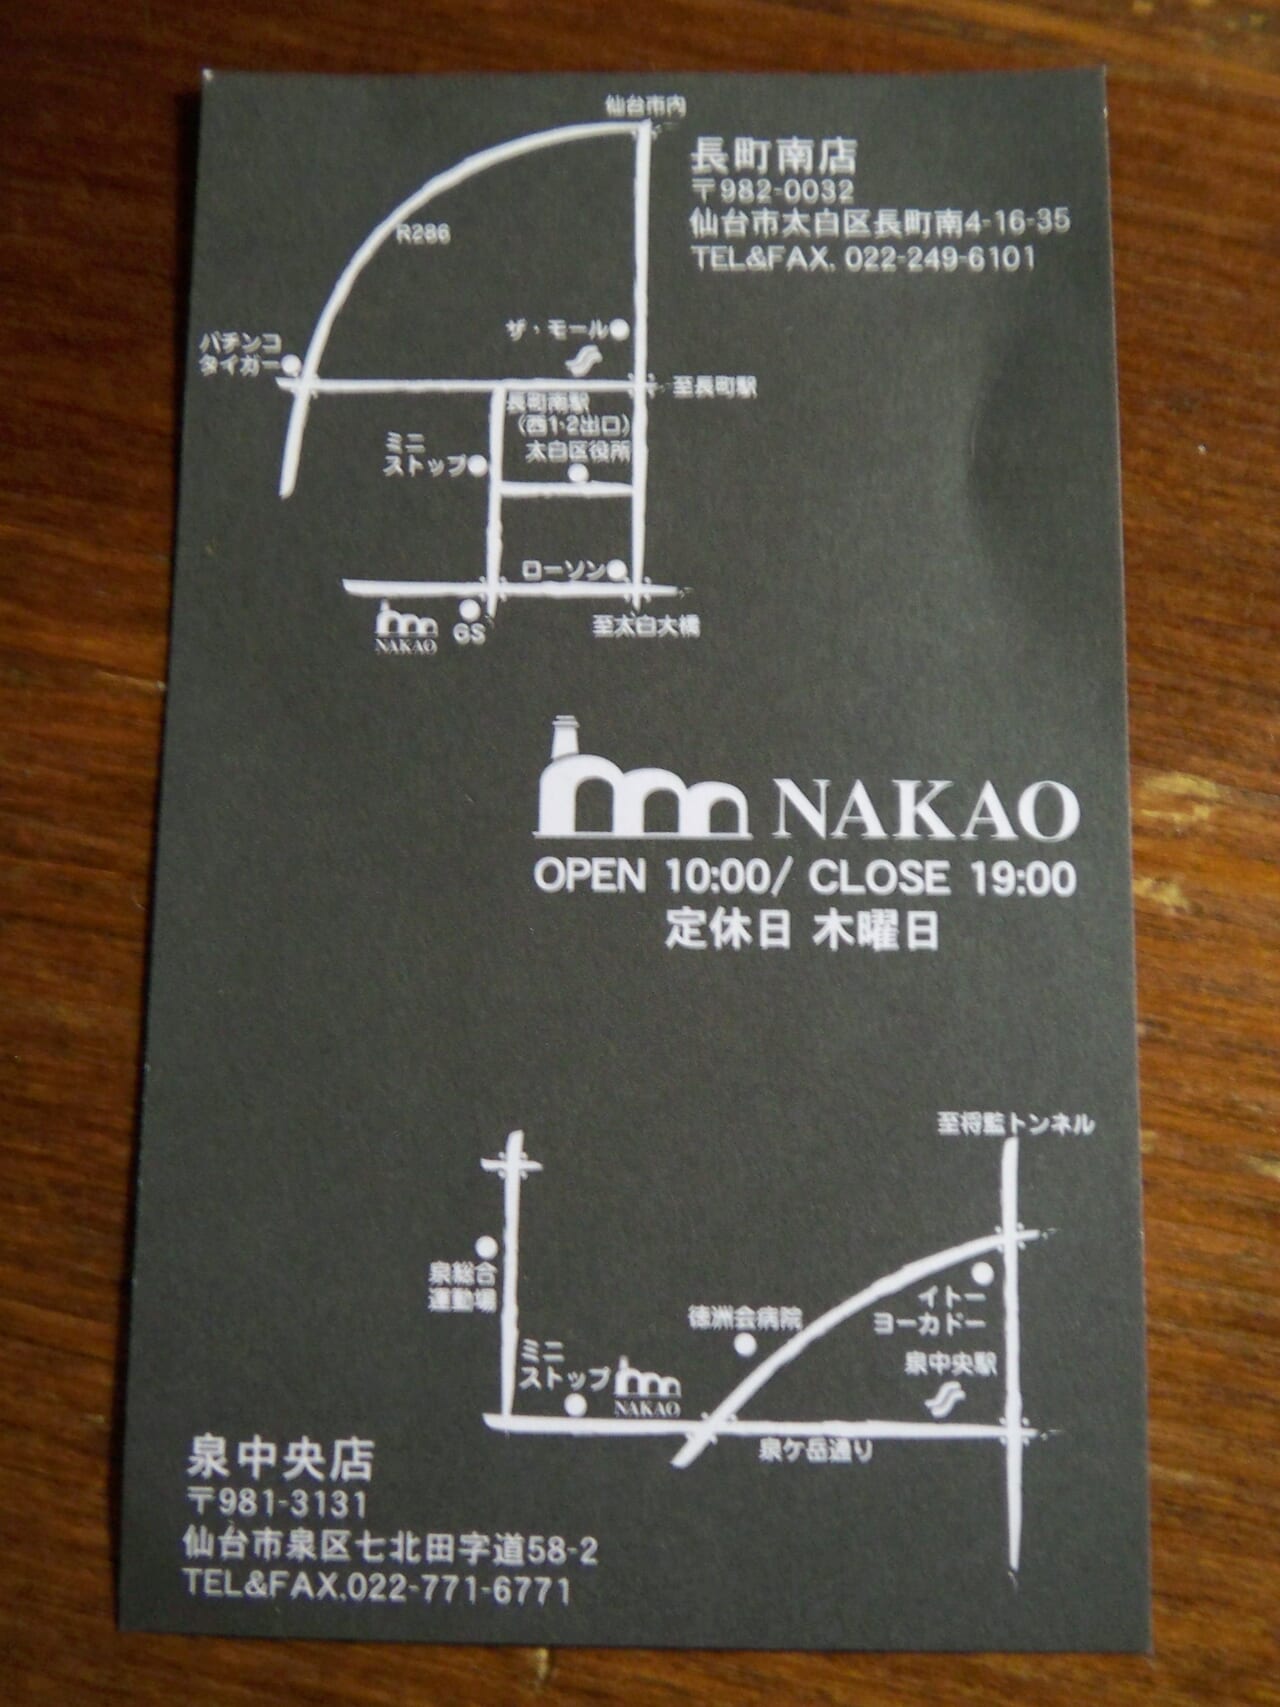 仙台市内
長町南店
〒982-0032
仙台市太白区長町南4-16-35
TEL&FAX. 022-249-6101
R286
ザ・モール
パチンコ
タイガー
至長町駅
長町南駅
(西1・2出口)
太白区役所
ミニ
ストップ
ローソン
NAKAO
GS
至太白大橋
NAKAO
OPEN 10:00/ CLOSE 19:00
定休日 木曜日
至将監トンネル
泉総合
運動場
イトー
ヨーカドー
徳洲会病院
泉中央駅
ミニ
ストップ
NAKAO
泉ケ岳通り
泉中央店
〒981-3131
仙台市泉区七北田字道58-2
TEL&FAX.022-771-6771